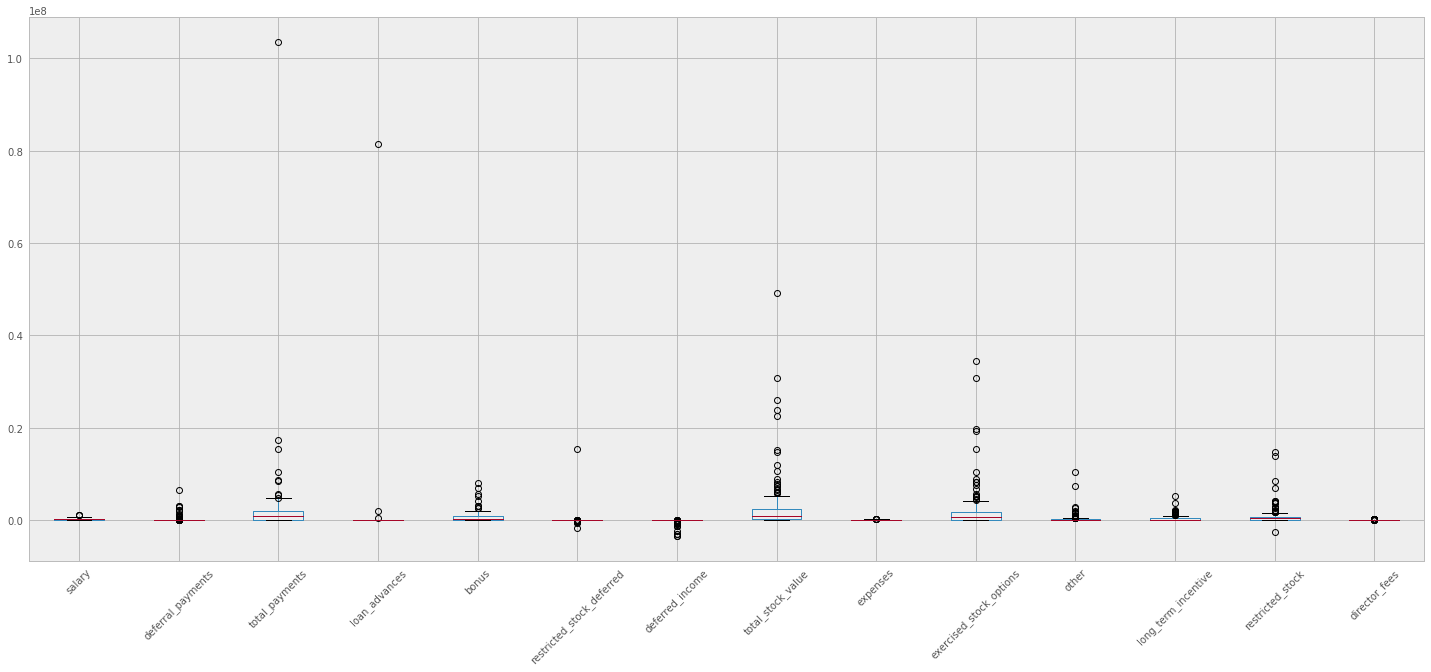 1e8
1.0
0.8
0.6
0.4
0.2
0.0
salary
deferral_payments
total_payments
loan_advances
bonus
restricted_stock_deferred
deferred_income
total_stock_value
expenses
exercised_stock_options
other
long_term_incentive
restricted_stock
director_fees